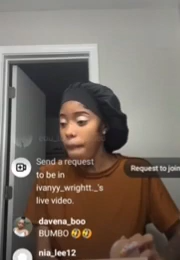 Send a request
to be in
ivanyy_wrightt._'s
live video.
Request to join
davena_boo
BUMBO 🤣🤣
nia_lee12